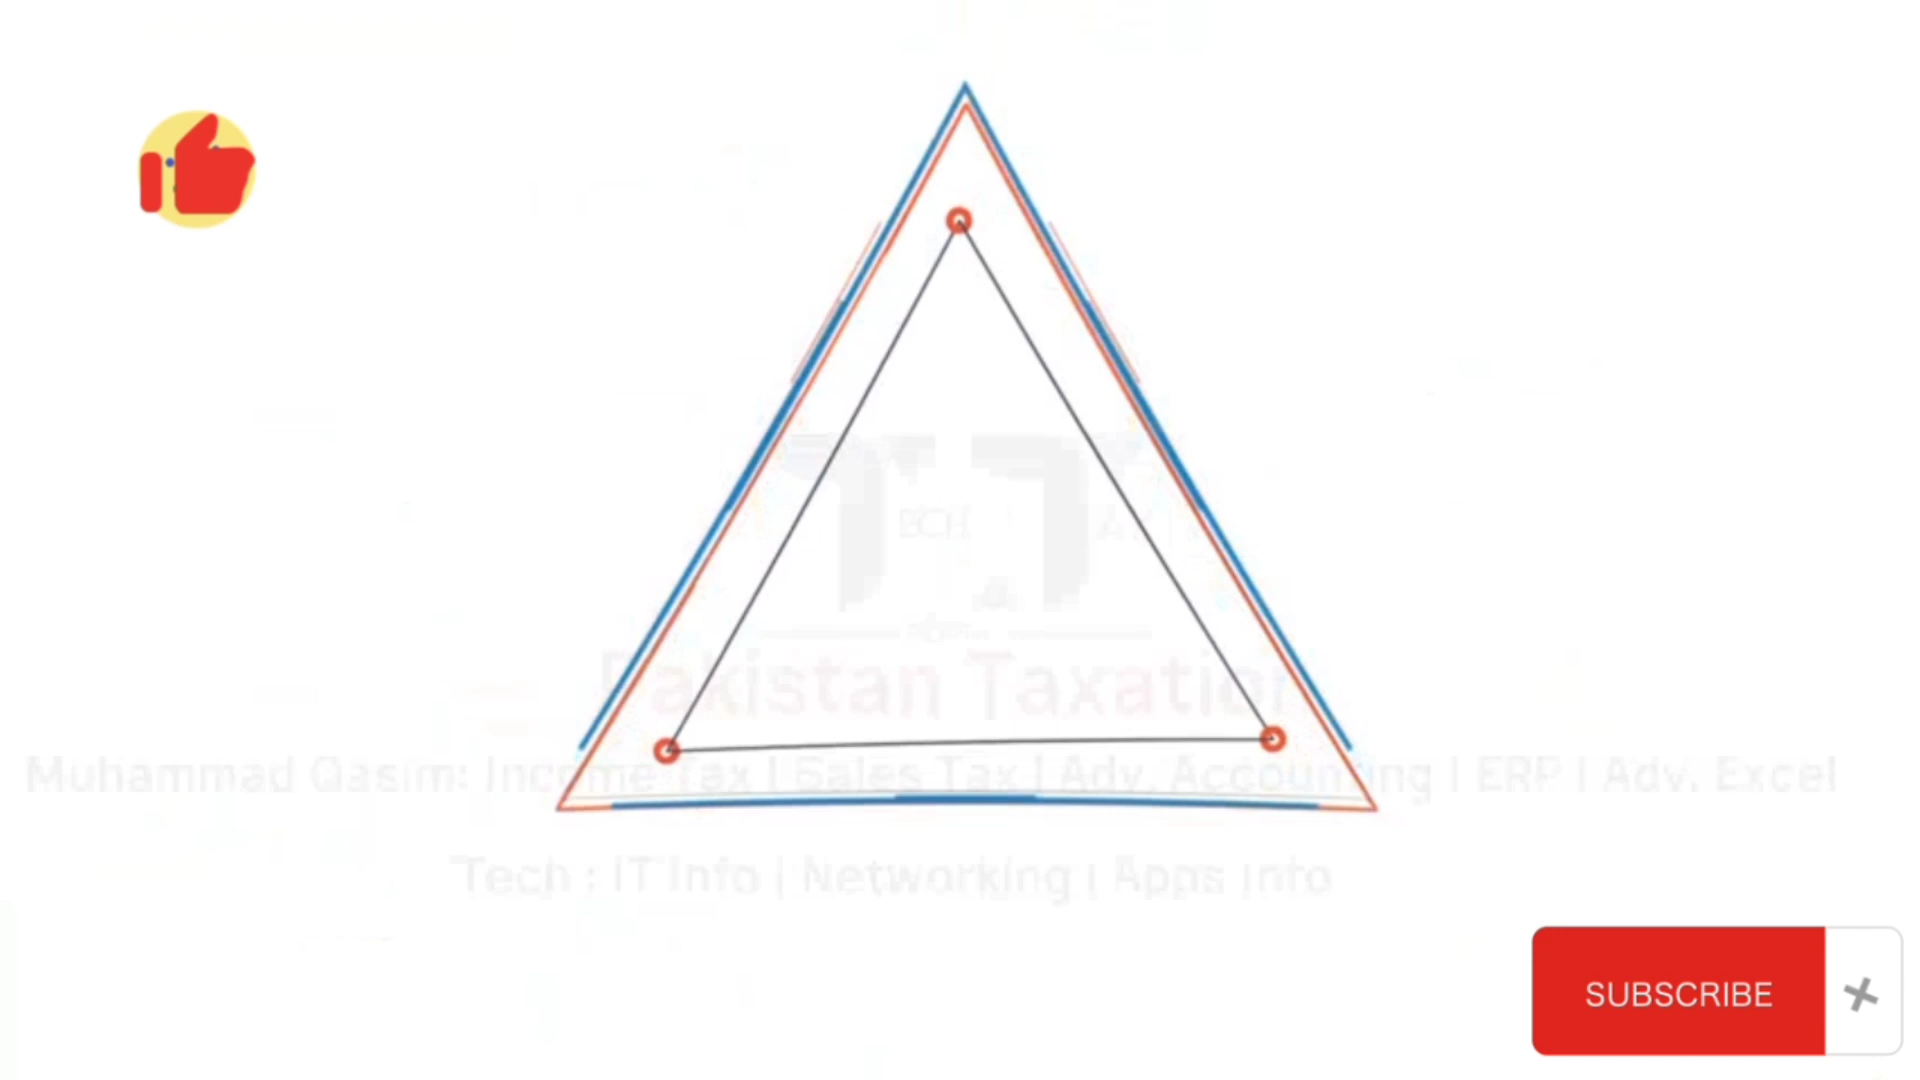 Pakistan Taxation
Muhammad Qasim: Income Tax | Sales Tax | Adv. Accounting | ERP | Adv. Excel
Tech : IT Info | Networking | Apps info
SUBSCRIBE